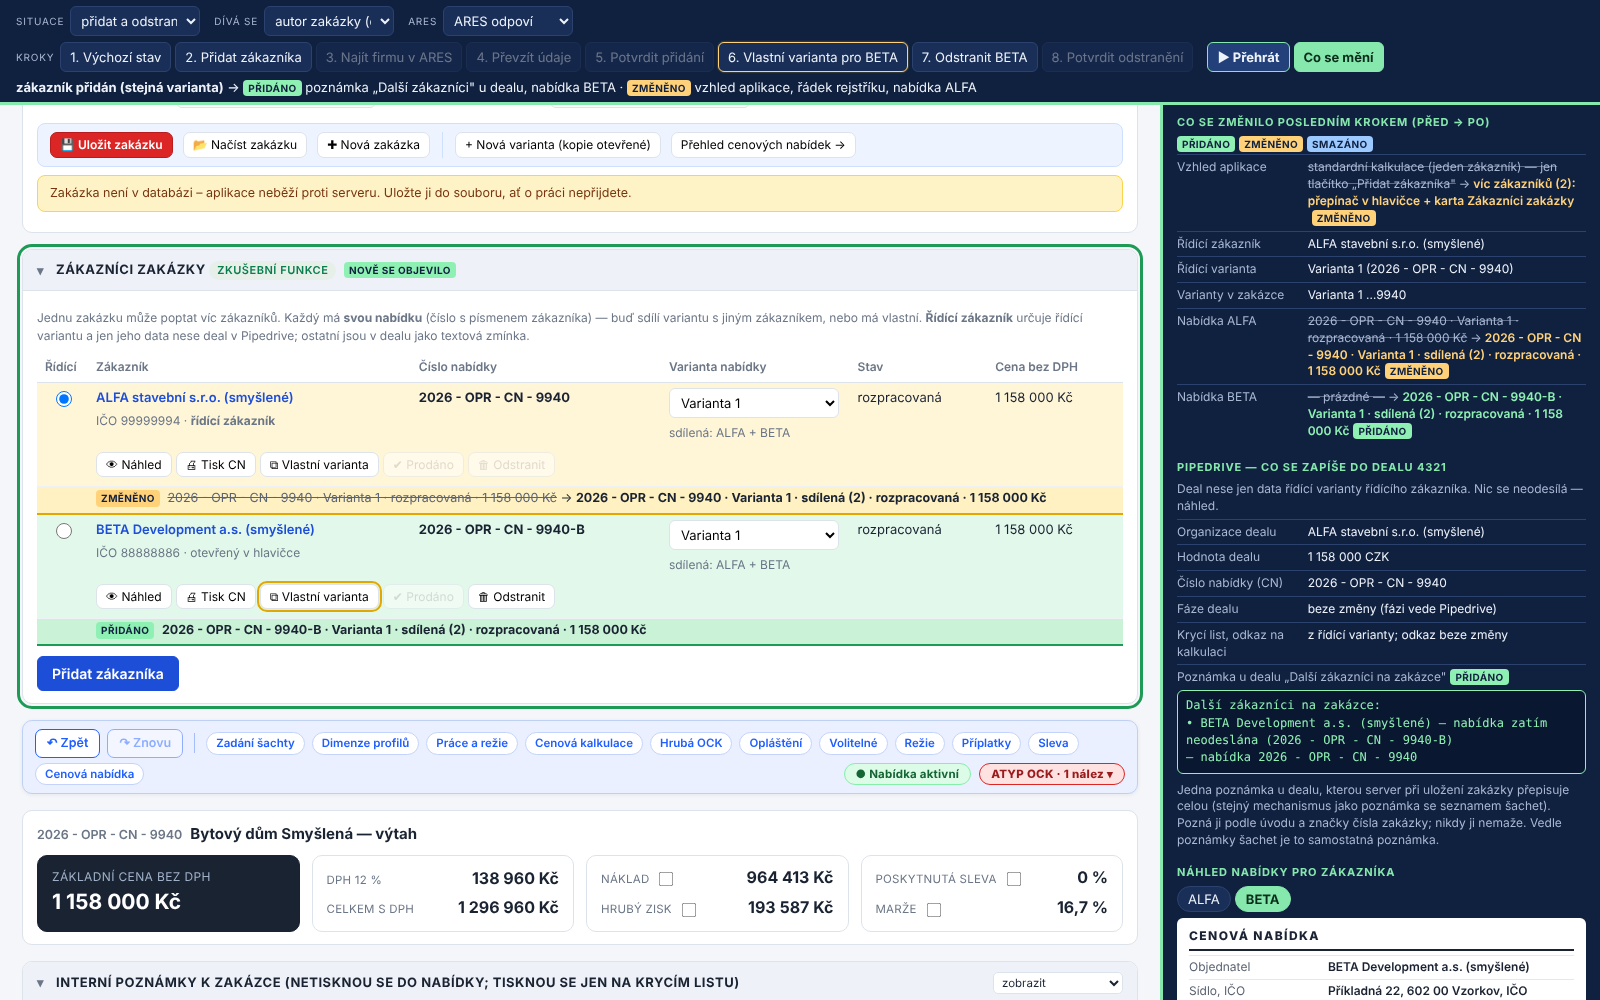 SITUACE přidat a odstran DÍVÁ SE autor zakázky ( ARES ARES odpoví
KROKY 1. Výchozí stav 2. Přidat zákazníka 3. Najít firmu v ARES 4. Převzít údaje 5. Potvrdit přidání 6. Vlastní varianta pro BETA 7. Odstranit BETA 8. Potvrdit odstranění ▶ Přehrát Co se mění
zákazník přidán (stejná varianta) → PŘIDÁNO poznámka „Další zákazníci" u dealu, nabídka BETA · ZMĚNĚNO vzhled aplikace, řádek rejstříku, nabídka ALFA
💾 Uložit zakázku 📂 Načíst zakázku ✚ Nová zakázka + Nová varianta (kopie otevřené) Přehled cenových nabídek →
Zakázka není v databázi – aplikace neběží proti serveru. Uložte ji do souboru, ať o práci nepřijdete.
▼ ZÁKAZNÍCI ZAKÁZKY ZKUŠEBNÍ FUNKCE NOVĚ SE OBJEVILO
Jednu zakázku může poptat víc zákazníků. Každý má svou nabídku (číslo s písmenem zákazníka) — buď sdílí variantu s jiným zákazníkem, nebo má vlastní. Řídící zákazník určuje řídící
variantu a jen jeho data nese deal v Pipedrive; ostatní jsou v dealu jako textová zmínka.
Řídící Zákazník Číslo nabídky Varianta nabídky Stav Cena bez DPH
ALFA stavební s.r.o. (smyšlené) 2026 - OPR - CN - 9940 Varianta 1 rozpracovaná 1 158 000 Kč
IČO 99999994 · řídící zákazník sdílená: ALFA + BETA
👁 Náhled 🖨 Tisk CN ⧉ Vlastní varianta ✔ Prodáno 🗑 Odstranit
ZMĚNĚNO 2026 - OPR - CN - 9940 · Varianta 1 · rozpracovaná · 1 158 000 Kč → 2026 - OPR - CN - 9940 · Varianta 1 · sdílená (2) · rozpracovaná · 1 158 000 Kč
BETA Development a.s. (smyšlené) 2026 - OPR - CN - 9940-B Varianta 1 rozpracovaná 1 158 000 Kč
IČO 88888886 · otevřený v hlavičce sdílená: ALFA + BETA
👁 Náhled 🖨 Tisk CN ⧉ Vlastní varianta ✔ Prodáno 🗑 Odstranit
PŘIDÁNO 2026 - OPR - CN - 9940-B · Varianta 1 · sdílená (2) · rozpracovaná · 1 158 000 Kč
Přidat zákazníka
↶ Zpět ↷ Znovu Zadání šachty Dimenze profilů Práce a režie Cenová kalkulace Hrubá OCK Opláštění Volitelné Režie Příplatky Sleva
Cenová nabídka ● Nabídka aktivní ATYP OCK · 1 nález ▾
2026 - OPR - CN - 9940 Bytový dům Smyšlená — výtah
ZÁKLADNÍ CENA BEZ DPH
1 158 000 Kč
DPH 12 % 138 960 Kč
CELKEM S DPH 1 296 960 Kč
NÁKLAD 964 413 Kč
HRUBÝ ZISK 193 587 Kč
POSKYTNUTÁ SLEVA 0 %
MARŽE 16,7 %
▼ INTERNÍ POZNÁMKY K ZAKÁZCE (NETISKNOU SE DO NABÍDKY; TISKNOU SE JEN NA KRYCÍM LISTU) zobrazit
CO SE ZMĚNILO POSLEDNÍM KROKEM (PŘED → PO)
PŘIDÁNO ZMĚNĚNO SMAZÁNO
Vzhled aplikace standardní kalkulace (jeden zákazník) — jen
tlačítko „Přidat zákazníka" → víc zákazníků (2):
přepínač v hlavičce + karta Zákazníci zakázky
ZMĚNĚNO
Řídící zákazník ALFA stavební s.r.o. (smyšlené)
Řídící varianta Varianta 1 (2026 - OPR - CN - 9940)
Varianty v zakázce Varianta 1 …9940
Nabídka ALFA 2026 - OPR - CN - 9940 · Varianta 1 ·
rozpracovaná · 1 158 000 Kč → 2026 - OPR - CN
- 9940 · Varianta 1 · sdílená (2) · rozpracovaná ·
1 158 000 Kč ZMĚNĚNO
Nabídka BETA — prázdné — → 2026 - OPR - CN - 9940-B ·
Varianta 1 · sdílená (2) · rozpracovaná · 1 158
000 Kč PŘIDÁNO
PIPEDRIVE — CO SE ZAPÍŠE DO DEALU 4321
Deal nese jen data řídící varianty řídícího zákazníka. Nic se neodesílá —
náhled.
Organizace dealu ALFA stavební s.r.o. (smyšlené)
Hodnota dealu 1 158 000 CZK
Číslo nabídky (CN) 2026 - OPR - CN - 9940
Fáze dealu beze změny (fázi vede Pipedrive)
Krycí list, odkaz na z řídící varianty; odkaz beze změny
kalkulaci
Poznámka u dealu „Další zákazníci na zakázce" PŘIDÁNO
Další zákazníci na zakázce:
• BETA Development a.s. (smyšlené) — nabídka zatím
neodeslána (2026 - OPR - CN - 9940-B)
— nabídka 2026 - OPR - CN - 9940
Jedna poznámka u dealu, kterou server při uložení zakázky přepisuje
celou (stejný mechanismus jako poznámka se seznamem šachet).
Pozná ji podle úvodu a značky čísla zakázky; nikdy ji nemaže. Vedle
poznámky šachet je to samostatná poznámka.
NÁHLED NABÍDKY PRO ZÁKAZNÍKA
ALFA BETA
CENOVÁ NABÍDKA
Objednatel BETA Development a.s. (smyšlené)
Sídlo, IČO Příkladná 22, 602 00 Vzorkov, IČO